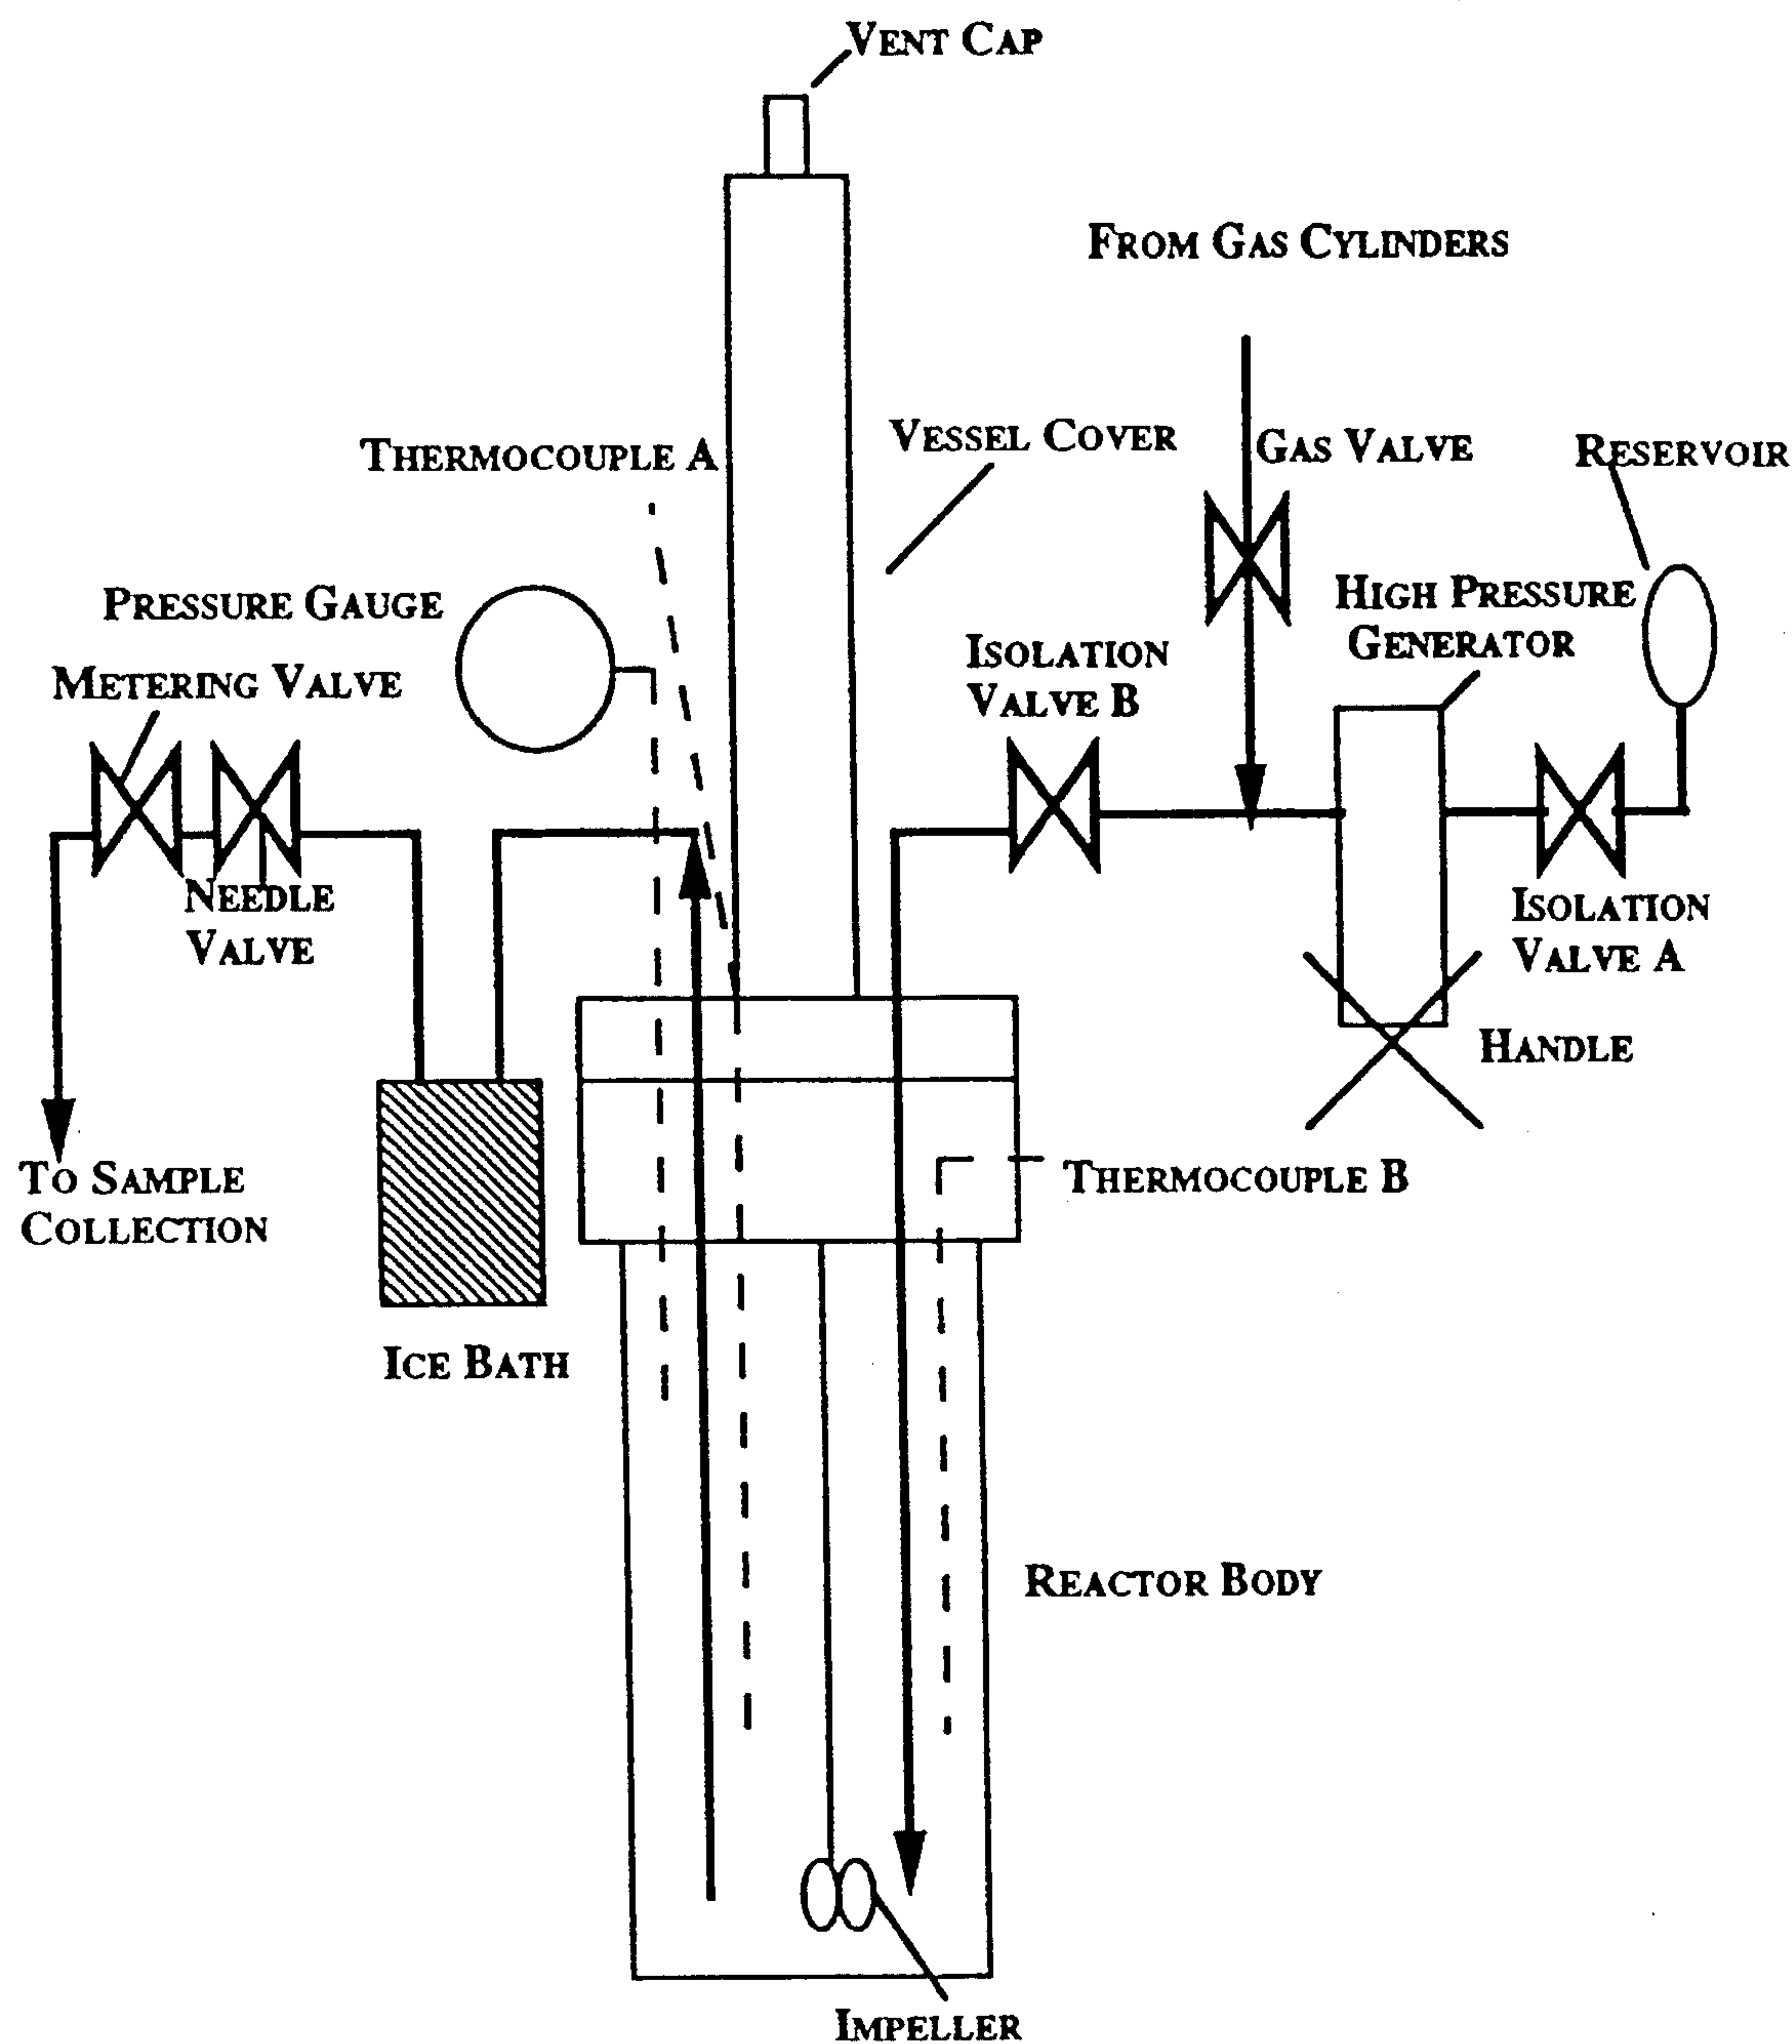 VENT CAP
FROM GAS CYLINDERS
THERMOCOUPLE A
VESSEL COVER
GAS VALVE
RESERVOIR
PRESSURE GAUGE
METERING VALVE
ISOLATION
VALVE B
HIGH PRESSURE
GENERATOR
NEEDLE
VALVE
ISOLATION
VALVE A
HANDLE
TO SAMPLE
COLLECTION
THERMOCOUPLE B
ICE BATH
REACTOR BODY
IMPELLER